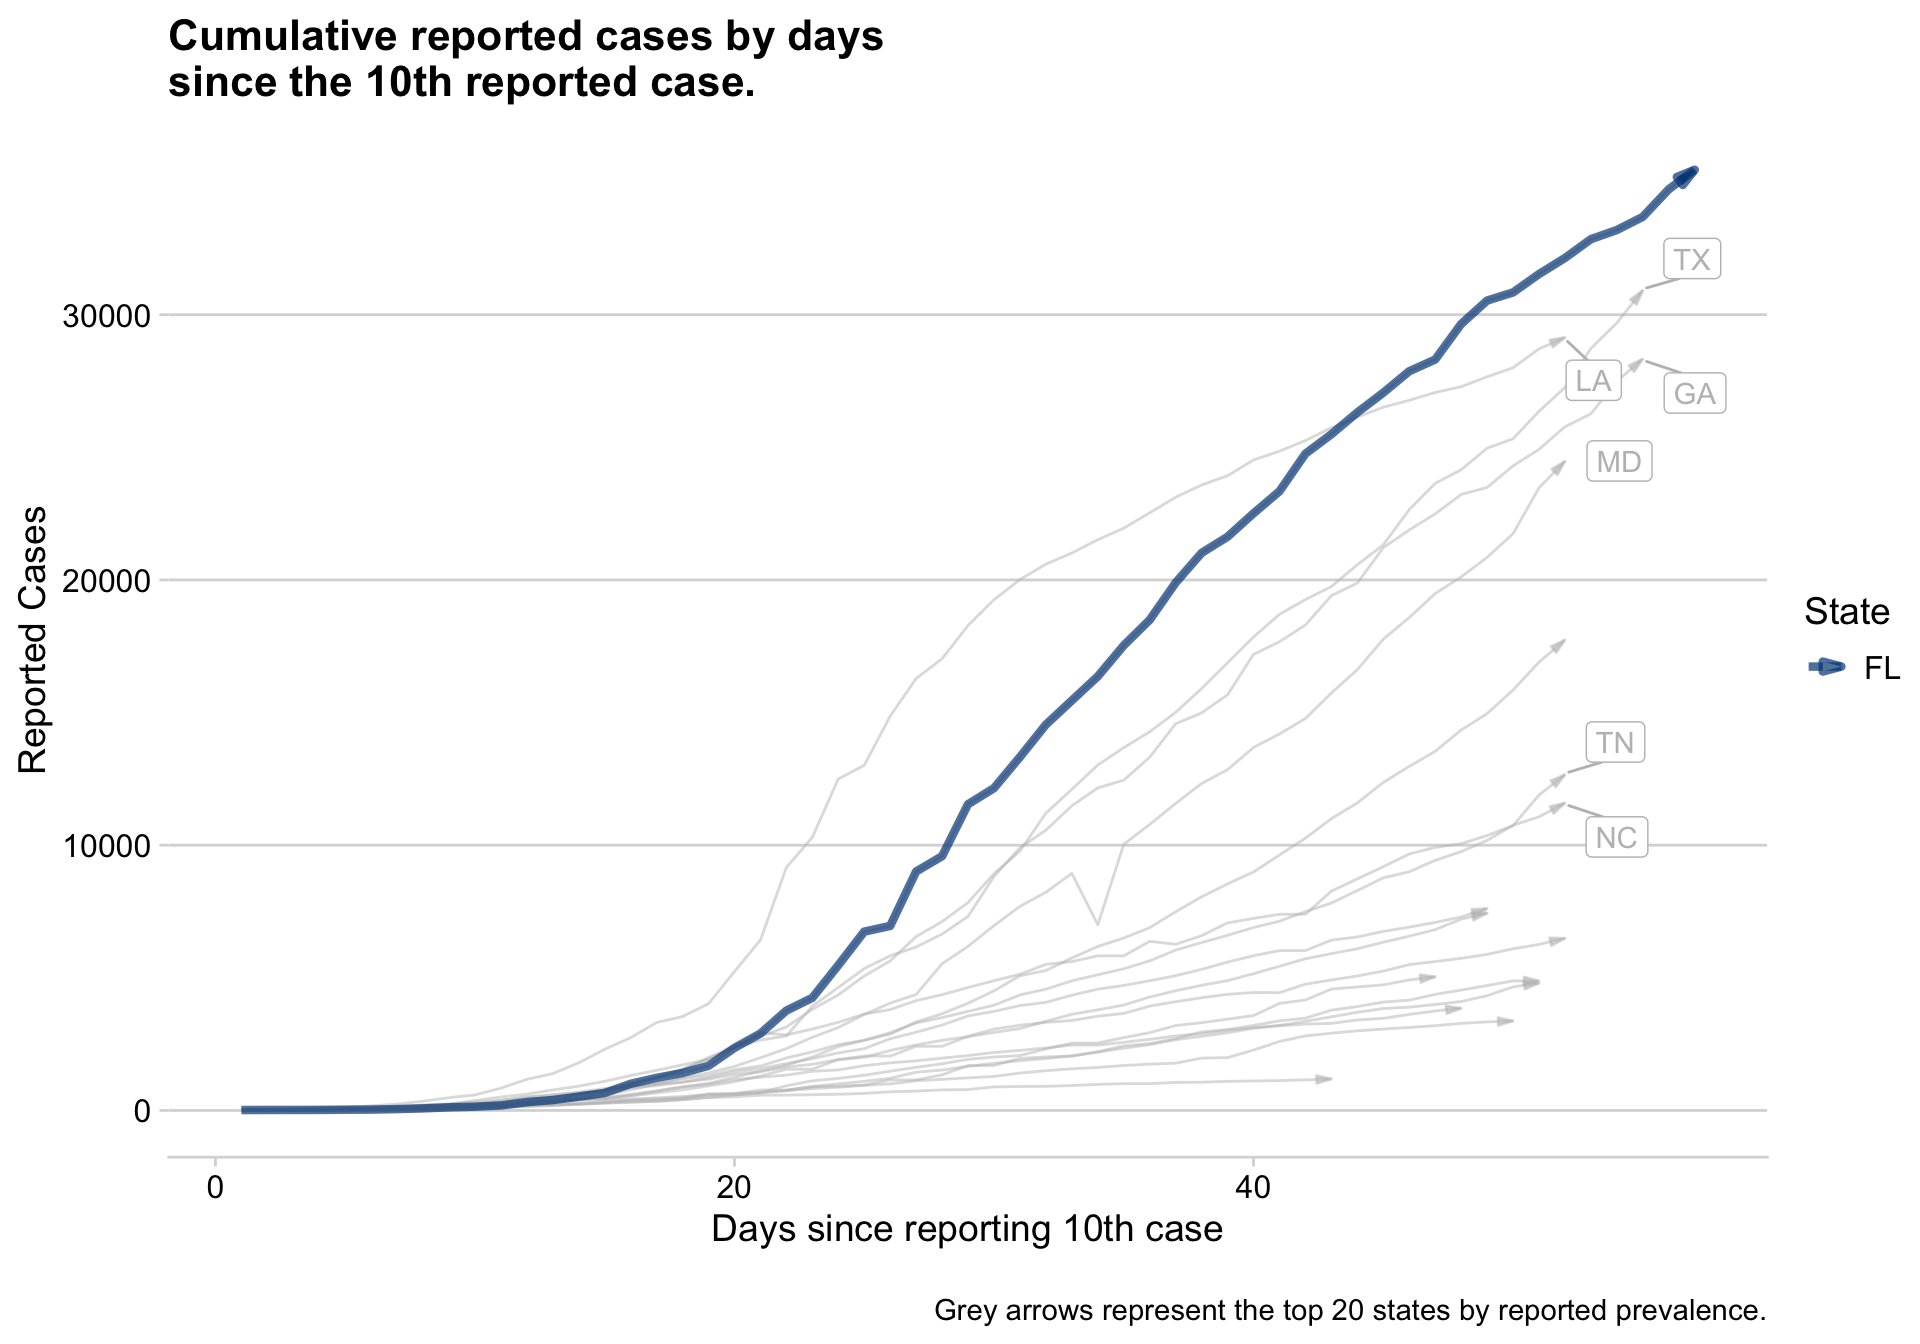 Cumulative reported cases by days
since the 10th reported case.
Reported Cases
30000
20000
10000
0
0
20
40
Days since reporting 10th case
TX
LA
GA
MD
TN
NC
State
FL
Grey arrows represent the top 20 states by reported prevalence.